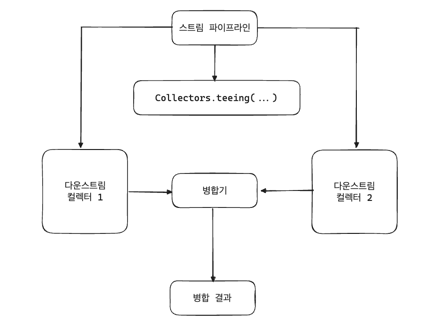 스트림 파이프라인
Collectors.teeing(...)
다운스트림
컬렉터 1
병합기
다운스트림
컬렉터 2
병합 결과